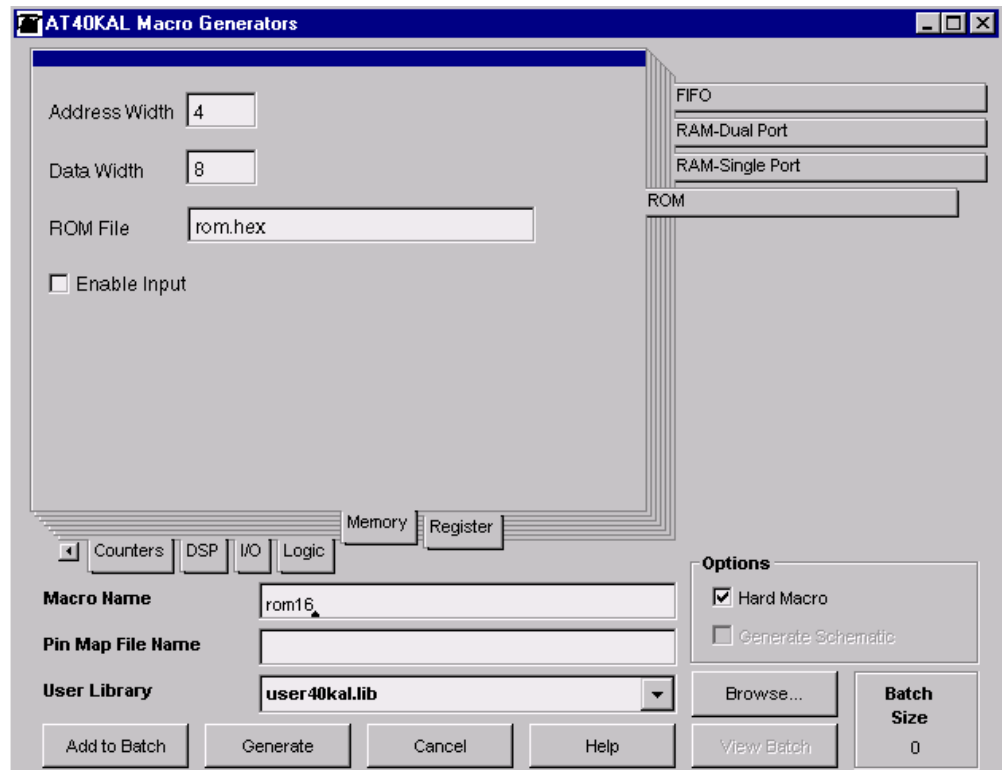 AT40KAL Macro Generators
Address Width 4
Data Width 8
ROM File rom.hex
Enable Input
FIFO
RAM-Dual Port
RAM-Single Port
ROM
Memory Register
Counters DSP I/O Logic
Macro Name rom16
Pin Map File Name
User Library user40kal.lib
Options
Hard Macro
Generate Schematic
Add to Batch Generate Cancel Help
Browse...
View Batch
Batch
Size
0